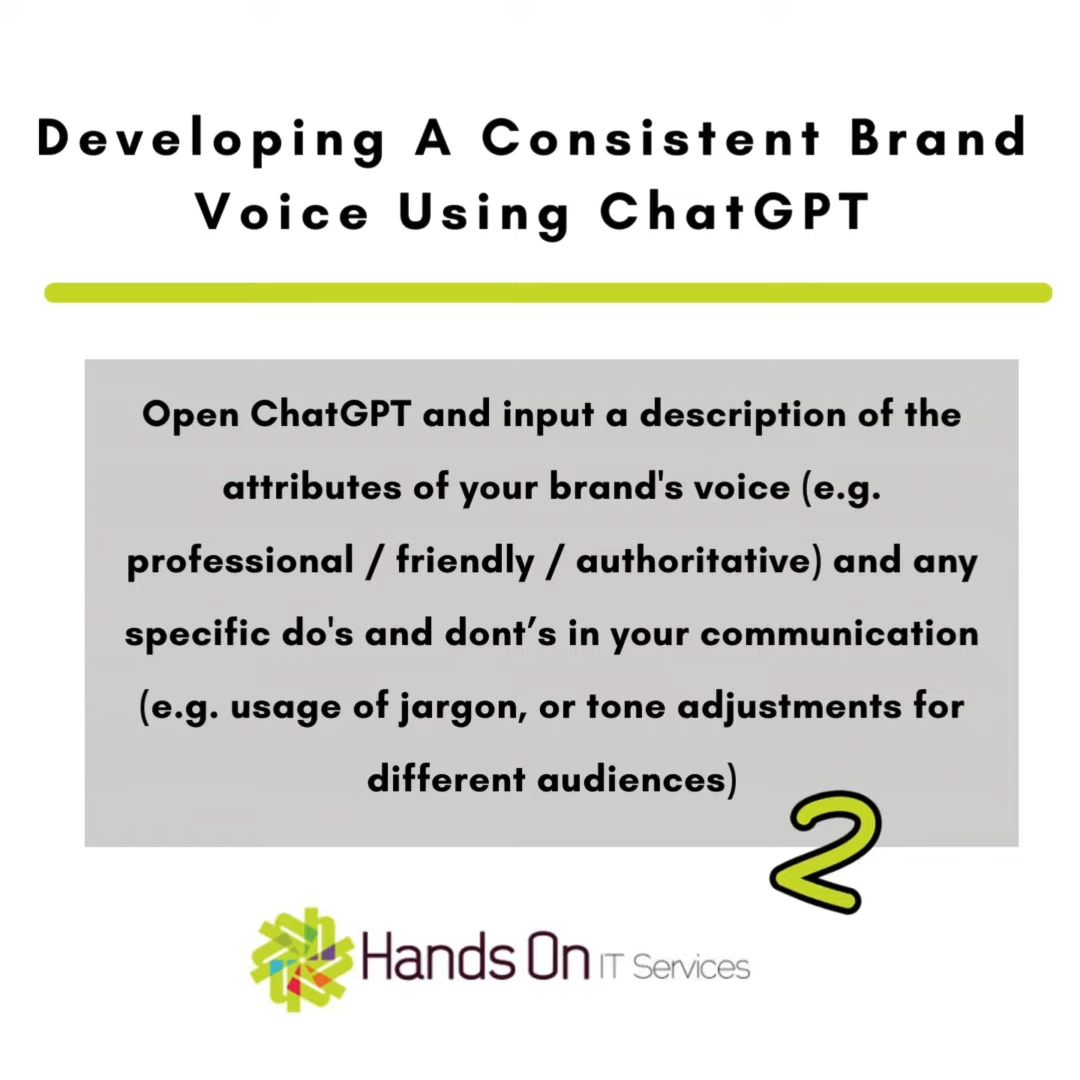 Developing A Consistent Brand
Voice Using ChatGPT
Open ChatGPT and input a description of the
attributes of your brand's voice (e.g.
professional / friendly / authoritative) and any
specific do's and dont’s in your communication
(e.g. usage of jargon, or tone adjustments for
different audiences)
2
Hands On IT Services